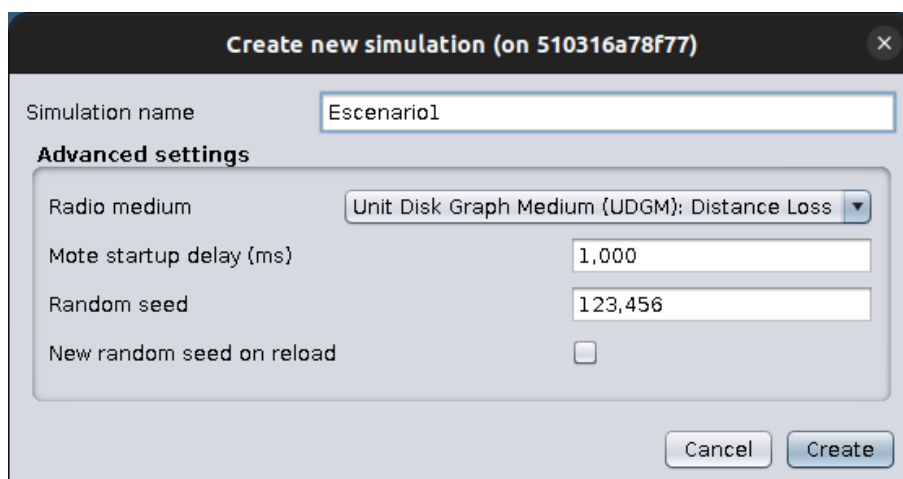 Create new simulation (on 510316a78f77)
Simulation name Escenario1
Advanced settings
Radio medium Unit Disk Graph Medium (UDGM): Distance Loss
Mote startup delay (ms) 1,000
Random seed 123,456
New random seed on reload
Cancel Create